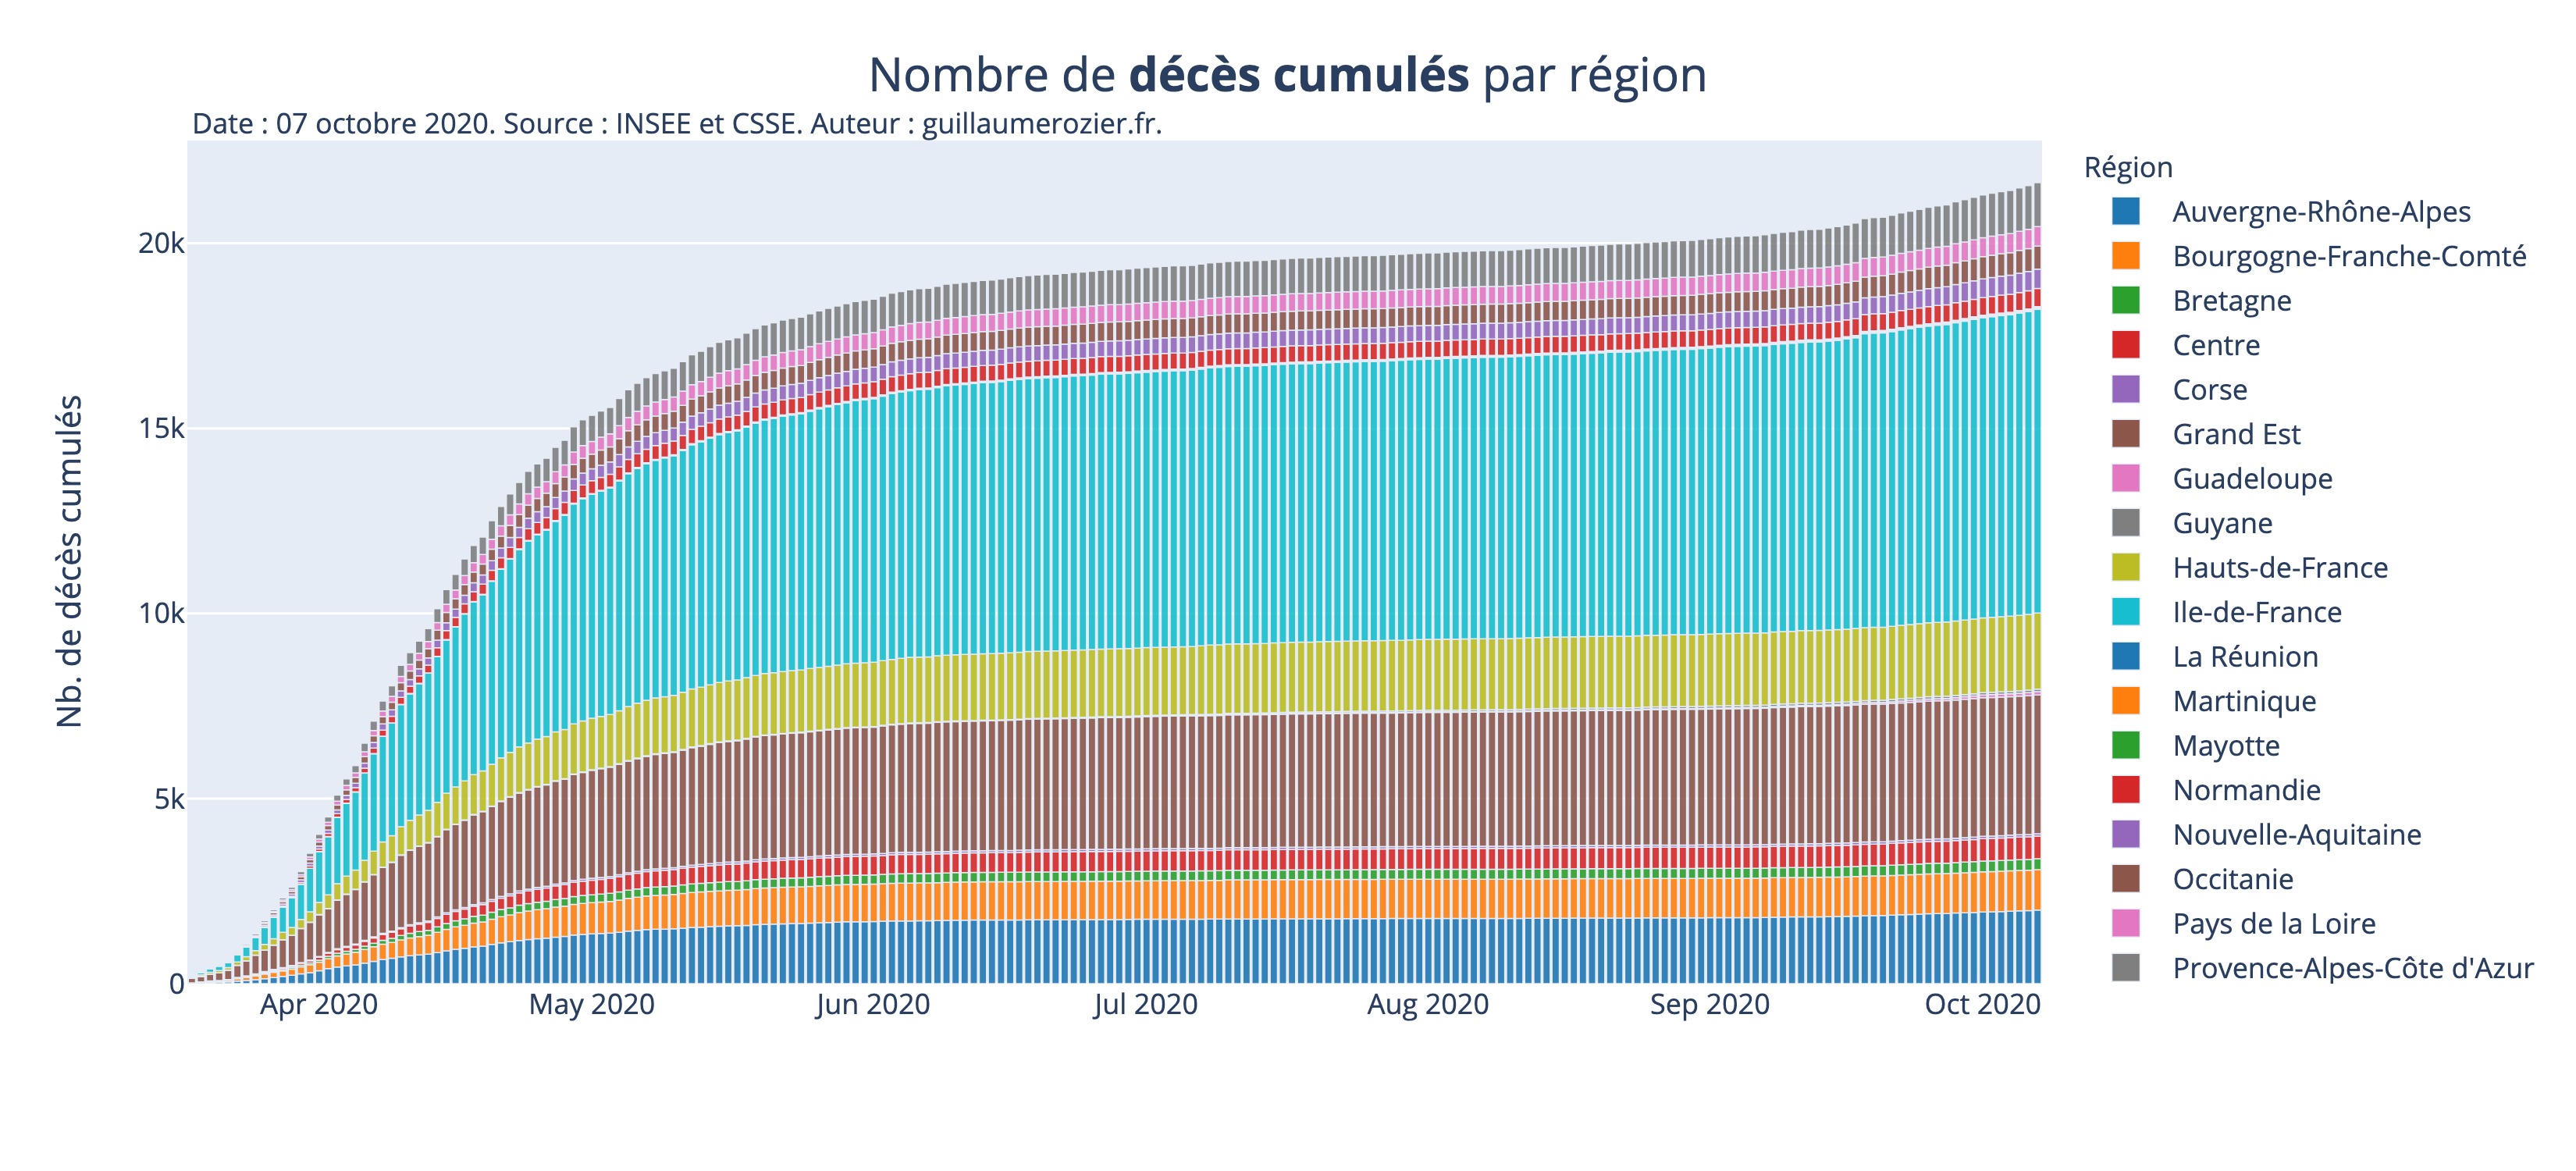 Nombre de décès cumulés par région
Date : 07 octobre 2020. Source : INSEE et CSSE. Auteur : guillaumerozier.fr.
Nb. de décès cumulés
20k
15k
10k
5k
0
Apr 2020
May 2020
Jun 2020
Jul 2020
Aug 2020
Sep 2020
Oct 2020
Région
Auvergne-Rhône-Alpes
Bourgogne-Franche-Comté
Bretagne
Centre
Corse
Grand Est
Guadeloupe
Guyane
Hauts-de-France
Ile-de-France
La Réunion
Martinique
Mayotte
Normandie
Nouvelle-Aquitaine
Occitanie
Pays de la Loire
Provence-Alpes-Côte d'Azur